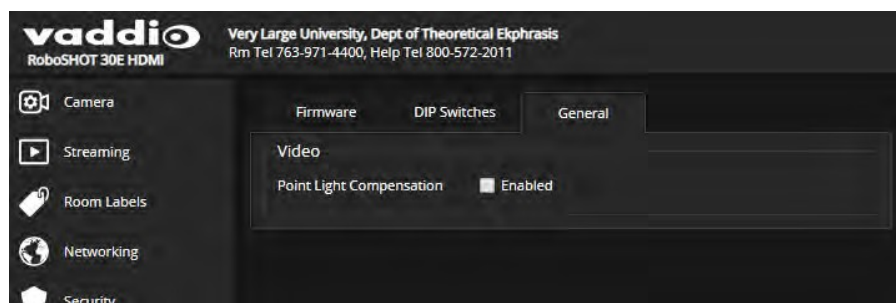 vaddio
RoboSHOT 30E HDMI
Very Large University, Dept of Theoretical Ekphrasis
Rm Tel 763-971-4400, Help Tel 800-572-2011
Camera
Streaming
Room Labels
Networking
Security
Firmware DIP Switches General
Video
Point Light Compensation Enabled